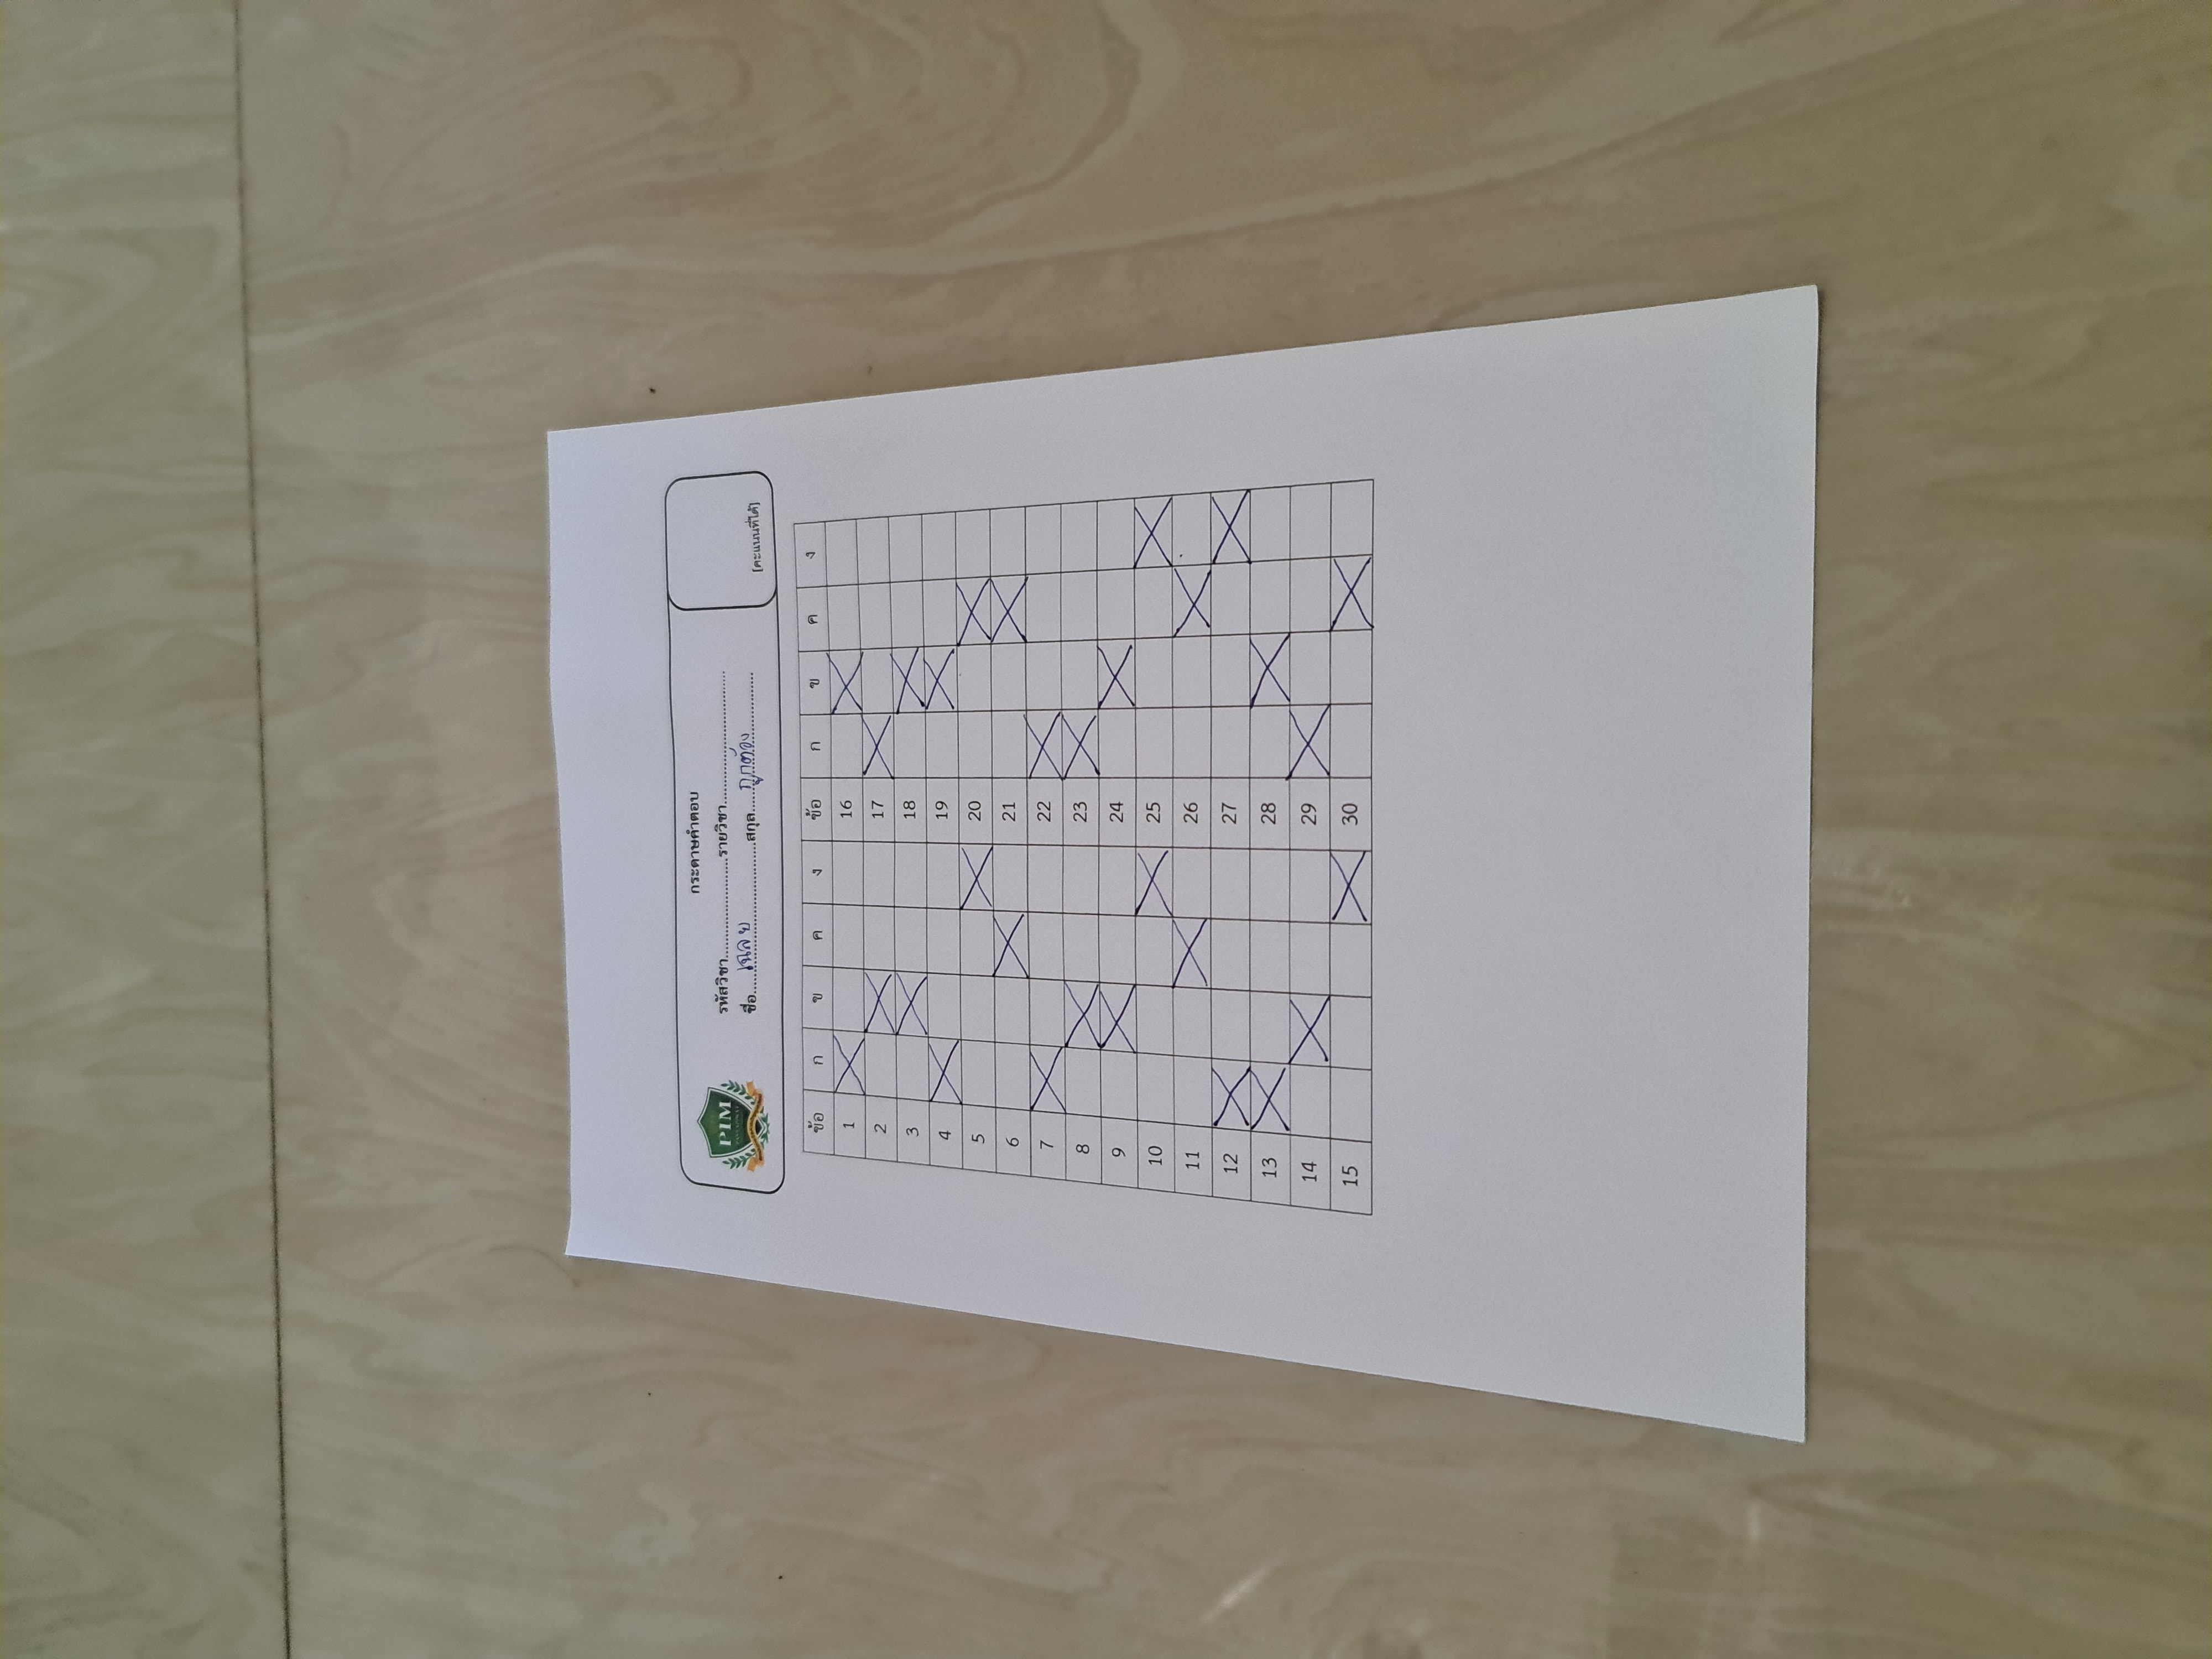 กระดาษคำตอบ
PIM
รหัสวิชา........................รายวิชา................................
ชื่อ....เฉลย....................สกุล.....ถูกต้อง...............
[คะแนนที่ได้]
ข้อ ก ข ค ง ข้อ ก ข ค ง
1 X 16 X
2 X 17 X
3 X 18 X
4 X 19 X
5 X 20 X
6 X 21 X
7 X 22 X
8 X 23 X
9 X 24 X
10 X 25 X
11 X 26 X
12 X 27 X
13 X 28 X
14 X 29 X
15 X 30 X